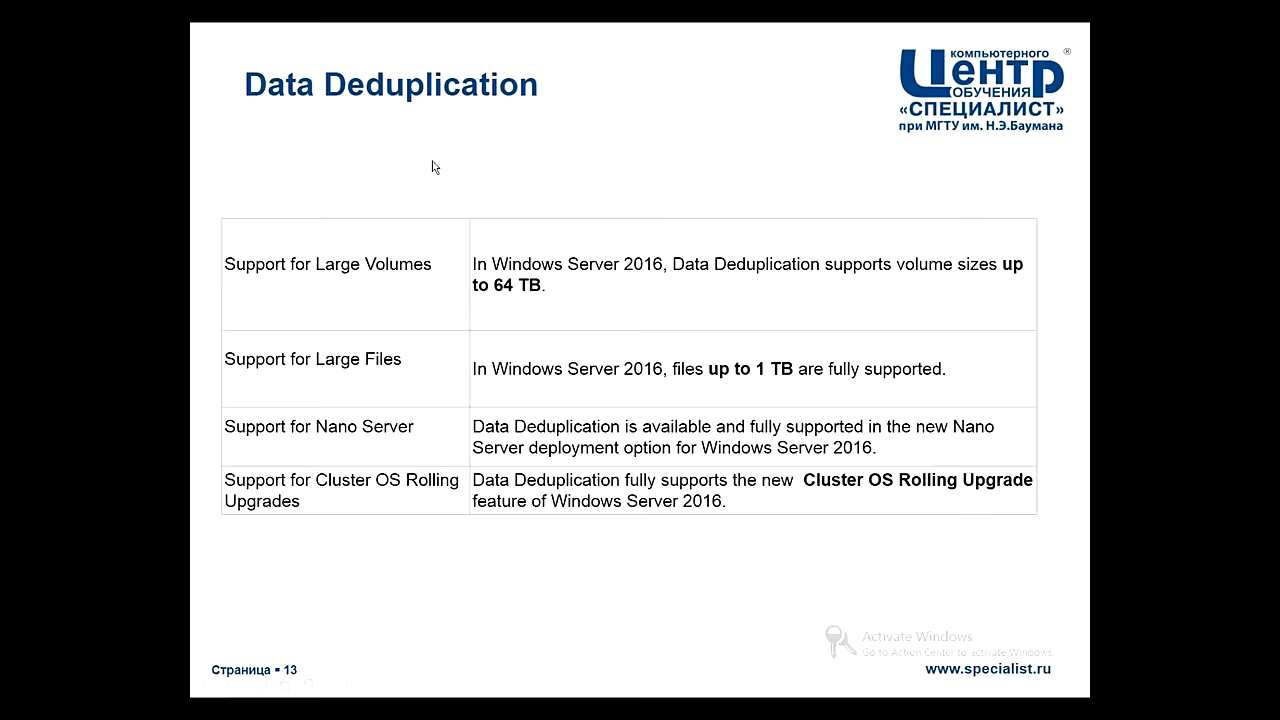 Data Deduplication
компьютерного
Центр
ОБУЧЕНИЯ
«СПЕЦИАЛИСТ»
при МГТУ им. Н.Э.Баумана
®
Support for Large Volumes
In Windows Server 2016, Data Deduplication supports volume sizes up
to 64 TB.
Support for Large Files
In Windows Server 2016, files up to 1 TB are fully supported.
Support for Nano Server
Data Deduplication is available and fully supported in the new Nano
Server deployment option for Windows Server 2016.
Support for Cluster OS Rolling
Upgrades
Data Deduplication fully supports the new Cluster OS Rolling Upgrade
feature of Windows Server 2016.
Activate Windows
Go to Action Center to activate Windows.
Страница ▪ 13
www.specialist.ru